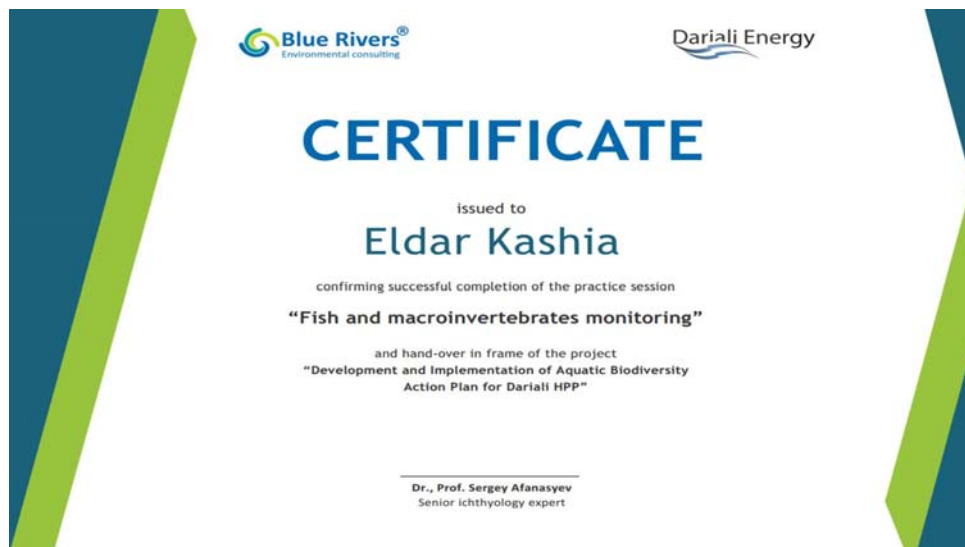 Blue Rivers®
Environmental consulting
Dariali Energy
CERTIFICATE
issued to
Eldar Kashia
confirming successful completion of the practice session
“Fish and macroinvertebrates monitoring”
and hand-over in frame of the project
“Development and Implementation of Aquatic Biodiversity
Action Plan for Dariali HPP”
Dr., Prof. Sergey Afanasyev
Senior ichthyology expert